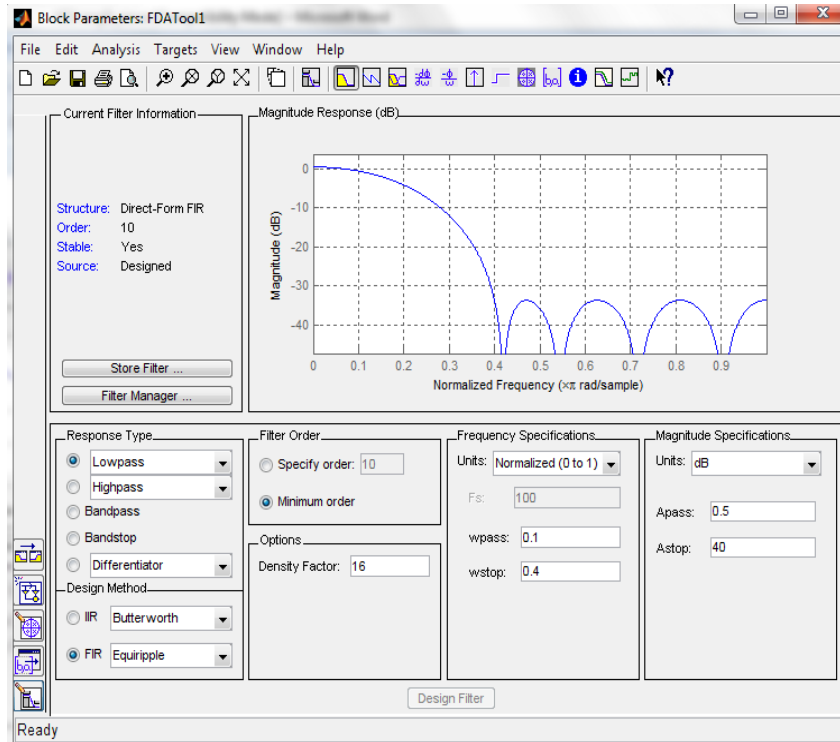 Block Parameters: FDATool1
File Edit Analysis Targets View Window Help
Current Filter Information
Structure: Direct-Form FIR
Order: 10
Stable: Yes
Source: Designed
Store Filter ...
Filter Manager ...
Magnitude Response (dB)
0
-10
-20
-30
-40
Magnitude (dB)
0 0.1 0.2 0.3 0.4 0.5 0.6 0.7 0.8 0.9
Normalized Frequency (×π rad/sample)
Response Type
Lowpass
Highpass
Bandpass
Bandstop
Differentiator
Design Method
IIR Butterworth
FIR Equiripple
Filter Order
Specify order: 10
Minimum order
Options
Density Factor: 16
Frequency Specifications
Units: Normalized (0 to 1)
Fs: 100
wpass: 0.1
wstop: 0.4
Magnitude Specifications
Units: dB
Apass: 0.5
Astop: 40
Design Filter
Ready